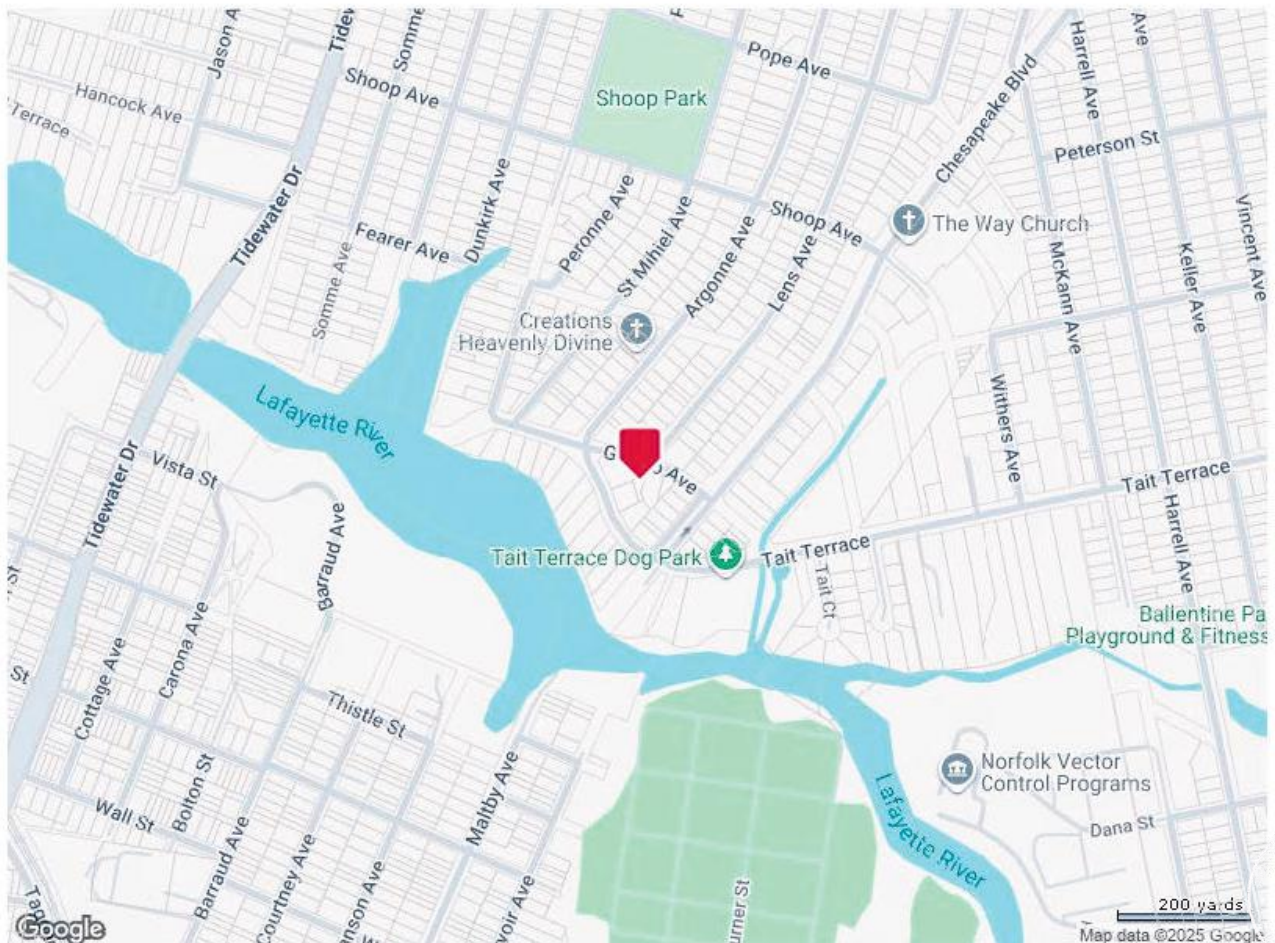 Jason A
Tidew
Somme
Shoop Ave
Hancock Ave
Terrace
Shoop Park
Pope Ave
Chesapeake Blvd
Harrell Ave
Ave
Peterson St
Tidewater Dr
Fearer Ave
Dunkirk Ave
Peronne Ave
St Mihiel Ave
Argonne Ave
Shoop Ave
Lens Ave
The Way Church
McKann Ave
Keller Ave
Vincent Ave
Somme Ave
Creations
Heavenly Divine
Lafayette River
Withers Ave
Ave
Tidewater Dr
Vista St
Barraud Ave
Tait Terrace Dog Park
Tait Terrace
Tait Terrace
Tait Ct
Harrell Ave
Ballentine Pa
Playground & Fitness
St
St
Cottage Ave
Carona Ave
Thistle St
Bolton St
Maltby Ave
Wall St
Barraud Ave
Courtney Ave
anson Ave
voir Ave
urner St
Norfolk Vector
Control Programs
Lafayette River
Dana St
200 yards
Google
Map data ©2025 Google